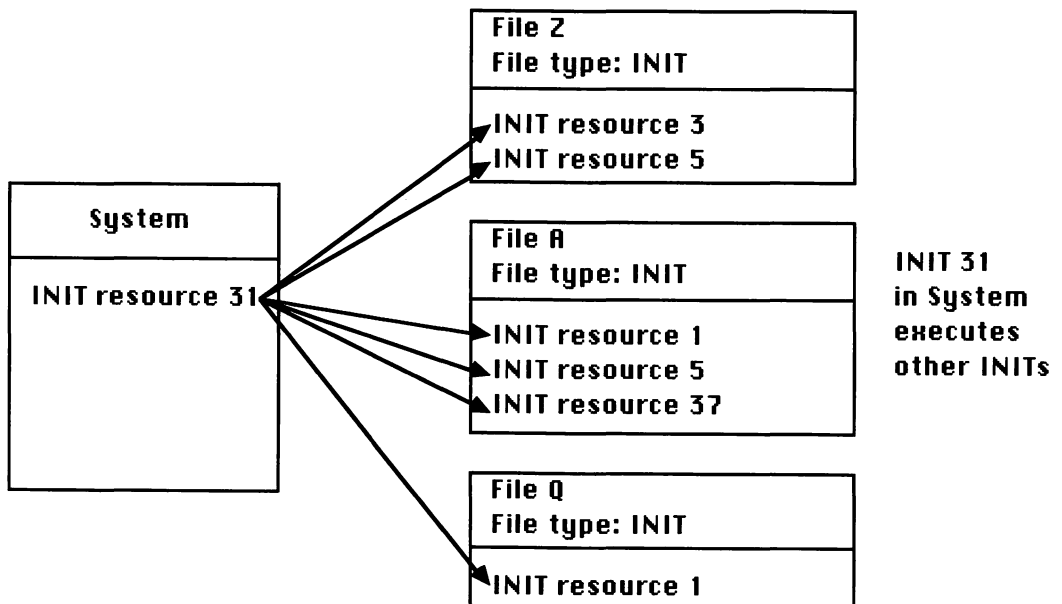 File Z
File type: INIT
INIT resource 3
INIT resource 5
System
INIT resource 31
File A
File type: INIT
INIT resource 1
INIT resource 5
INIT resource 37
INIT 31
in System
executes
other INITs
File Q
File type: INIT
INIT resource 1